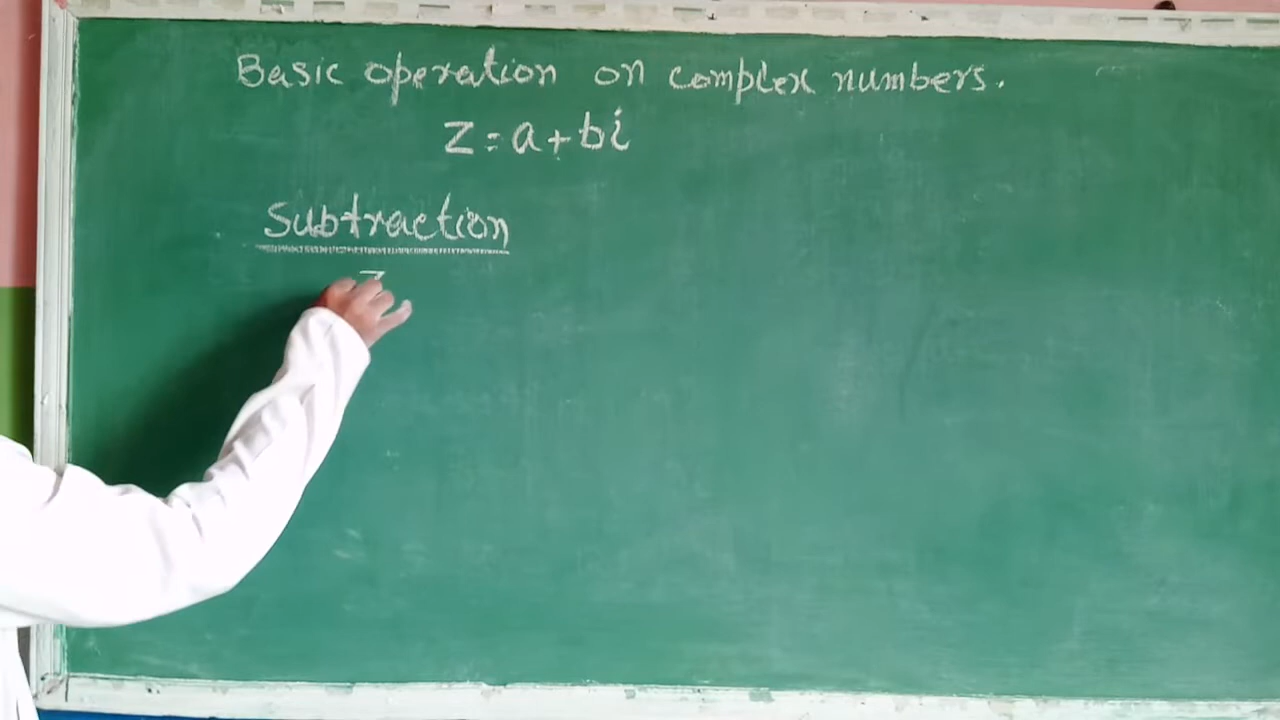 Basic operation on complex numbers.
z = a + bi
Subtraction
z